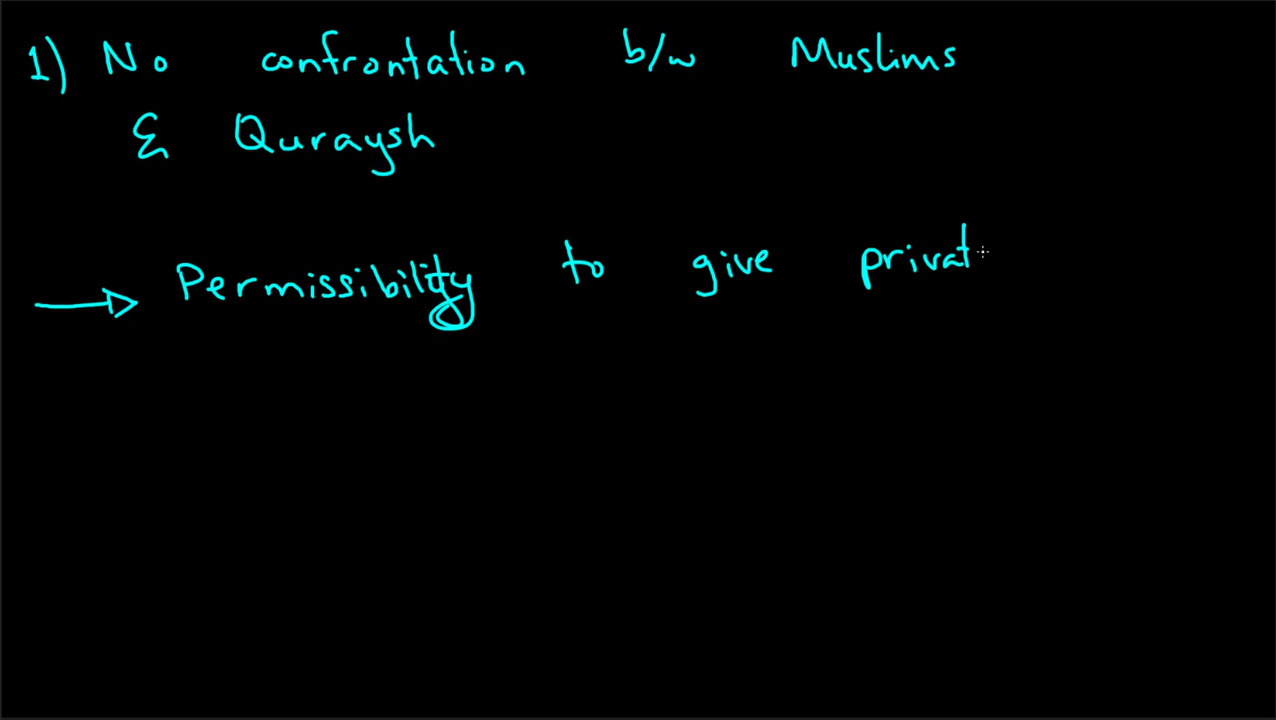 1) No confrontation b/w Muslims
& Quraysh
→ Permissibility to give privat